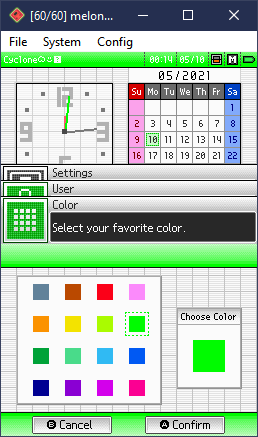 [60/60] melon...
File System Config
Cyclone 00:14 05/10 M
05/2021
Su Mo Tu We Th Fr Sa
1
2 3 4 5 6 7 8
9 10 11 12 13 14 15
16 17 18 19 20 21 22
Settings
User
Color
Select your favorite color.
Choose Color
B Cancel A Confirm